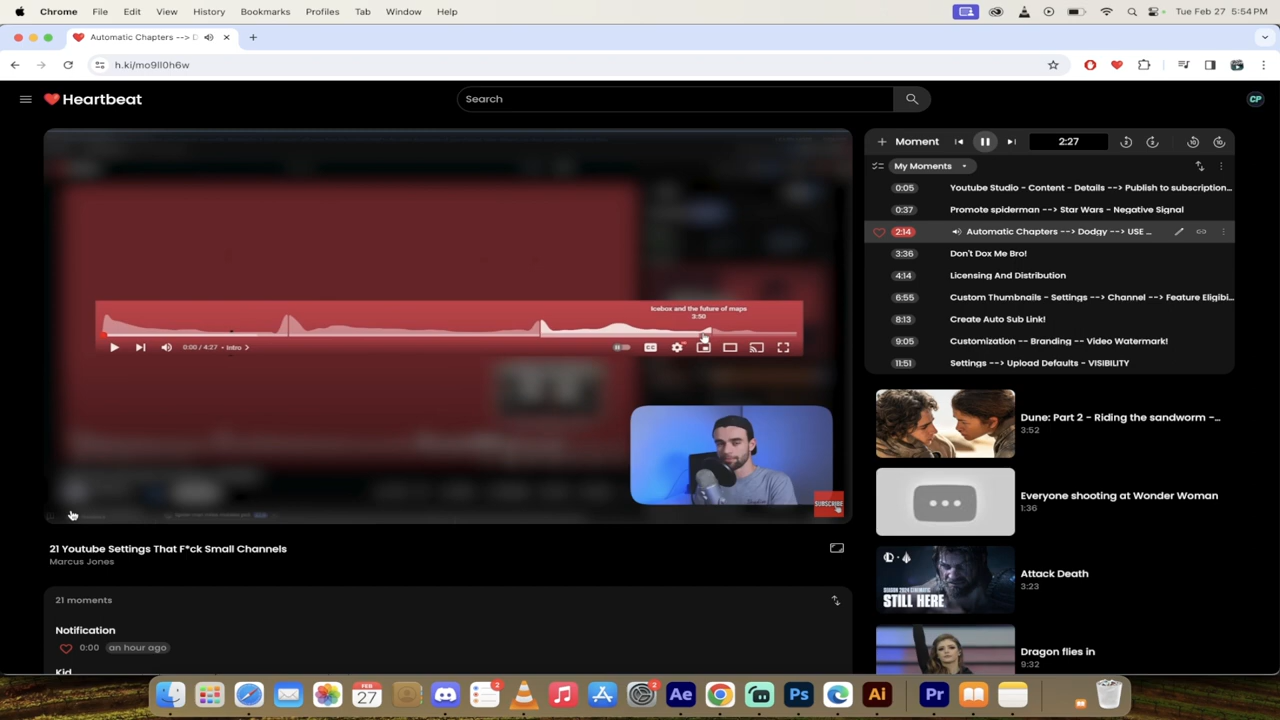 Chrome File Edit View History Bookmarks Profiles Tab Window Help
Tue Feb 27 5:54PM
Automatic Chapters --> D
h.ki/mo9ll0h6w
Heartbeat
Search
CP
Icebox and the future of maps
3:50
0:00 / 4:27 • Intro >
SUBSCRIBE
21 Youtube Settings That F*ck Small Channels
Marcus Jones
21 moments
Notification
0:00 an hour ago
Kid
+ Moment 2:27
My Moments
0:05 Youtube Studio - Content - Details --> Publish to subscription...
0:37 Promote spiderman --> Star Wars - Negative Signal
2:14 Automatic Chapters --> Dodgy --> USE ...
3:36 Don't Dox Me Bro!
4:14 Licensing And Distribution
6:55 Custom Thumbnails - Settings --> Channel --> Feature Eligibi...
8:13 Create Auto Sub Link!
9:05 Customization -- Branding -- Video Watermark!
11:51 Settings --> Upload Defaults - VISIBILITY
Dune: Part 2 - Riding the sandworm -...
3:52
Everyone shooting at Wonder Woman
1:36
STILL HERE
Attack Death
3:23
Dragon flies in
9:32
FEB
27
2
2
Ae
Ps
Ai
Pr